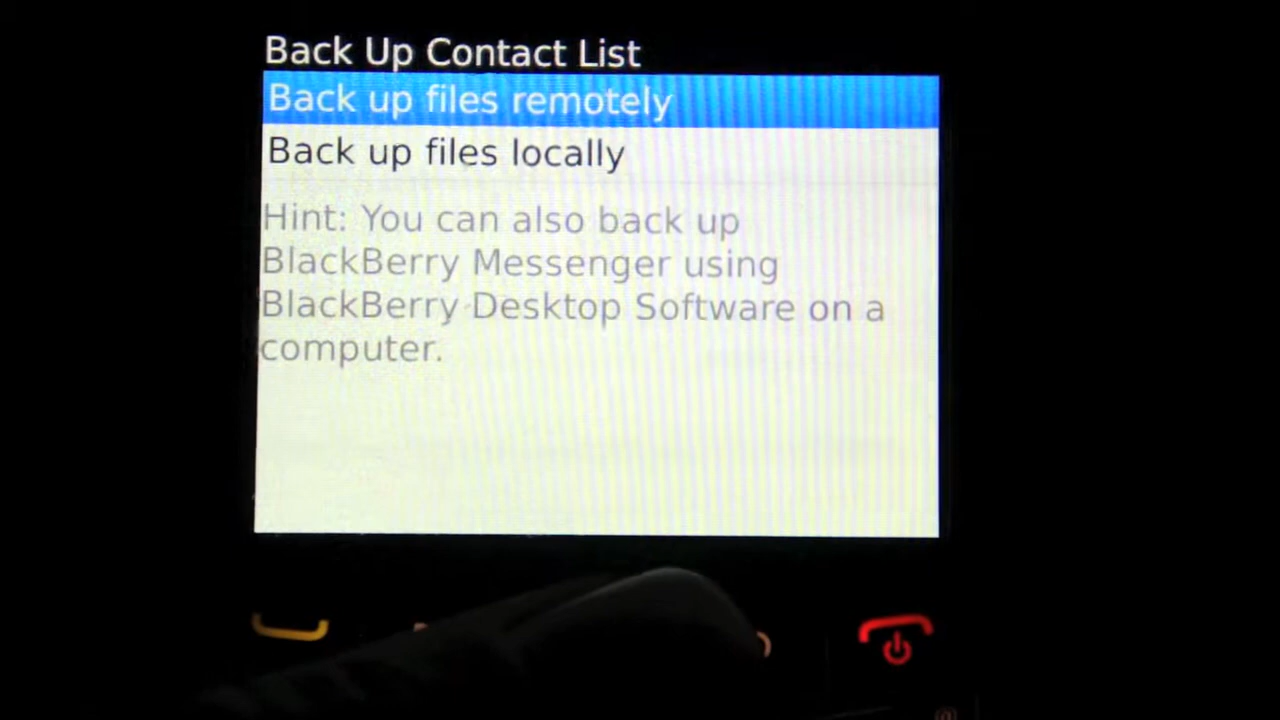 Back Up Contact List
Back up files remotely
Back up files locally
Hint: You can also back up
BlackBerry Messenger using
BlackBerry Desktop Software on a
computer.